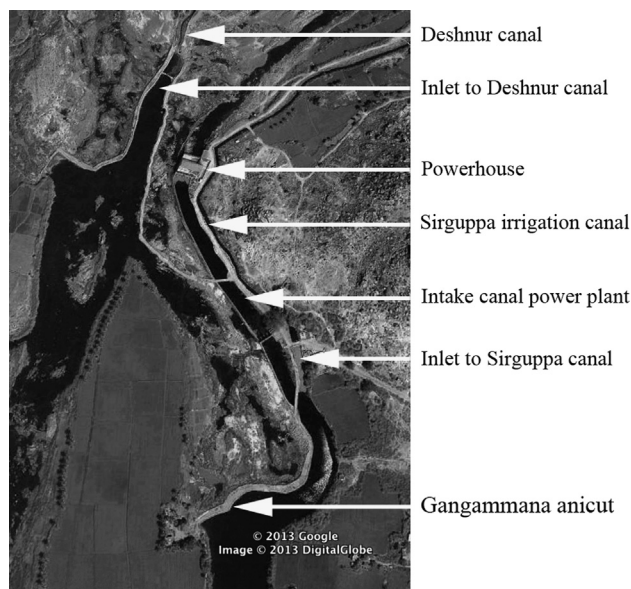 Deshnur canal
Inlet to Deshnur canal
Powerhouse
Sirguppa irrigation canal
Intake canal power plant
Inlet to Sirguppa canal
Gangammana anicut
© 2013 Google
Image © 2013 DigitalGlobe